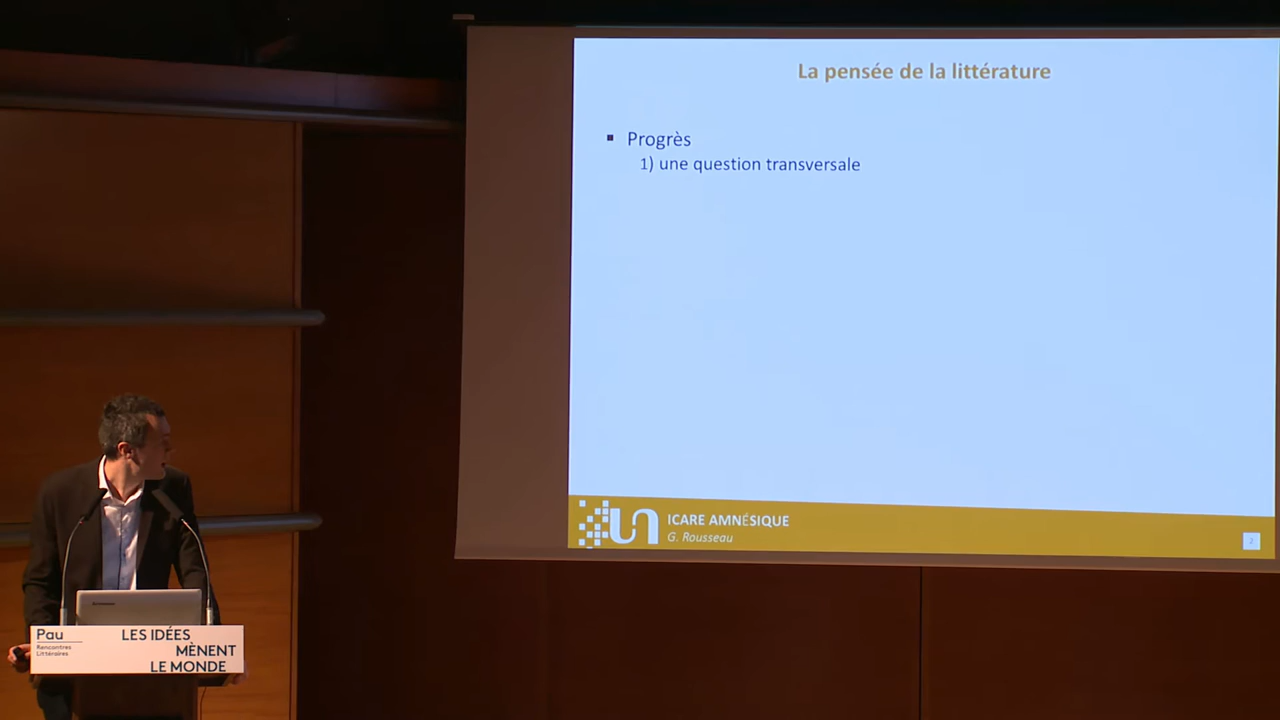 La pensée de la littérature
Progrès
1) une question transversale
ICARE AMNÉSIQUE
G. Rousseau
2
Pau
Rencontres
Littéraires
LES IDÉES
MÈNENT
LE MONDE